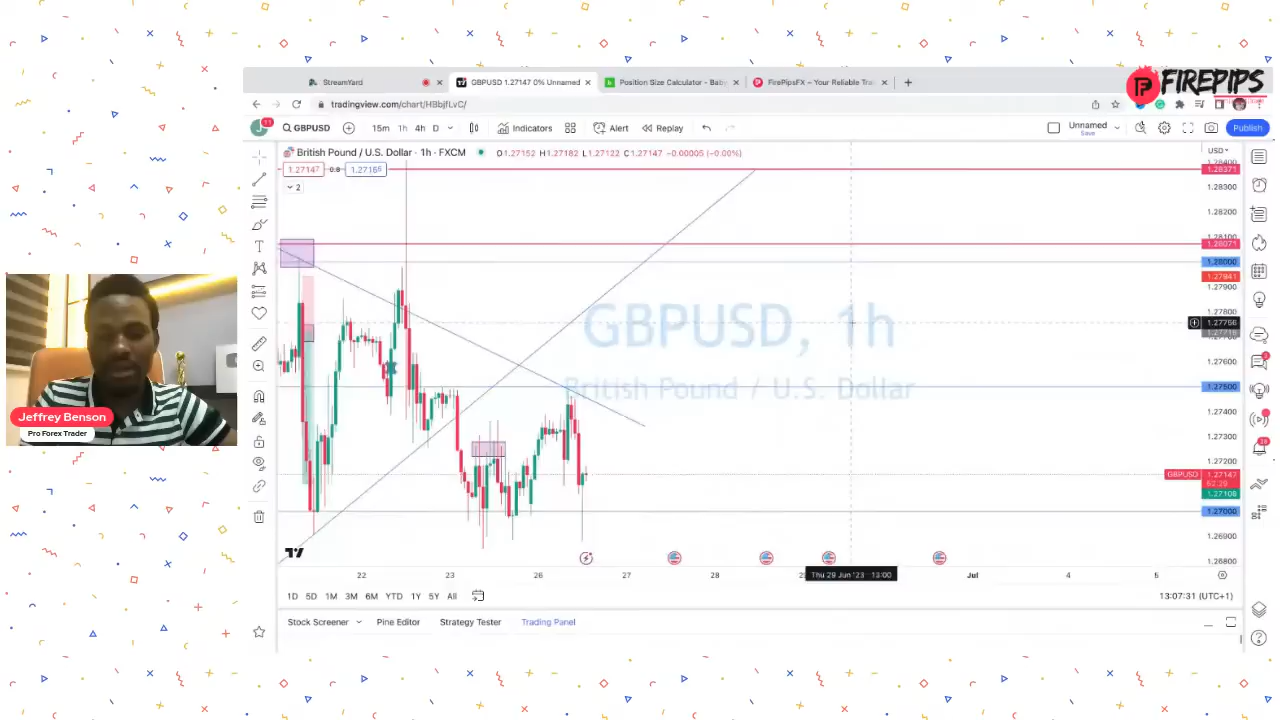 FIREPIPS
StreamYard
GBPUSD 1.27147 0% Unnamed
Position Size Calculator - Baby
FirePipsFX – Your Reliable Tra
tradingview.com/chart/HBbjfLvC/
J
11
GBPUSD
15m 1h 4h D
Indicators
Alert
Replay
Unnamed
Save
Publish
British Pound / U.S. Dollar · 1h · FXCM
O1.27152 H1.27182 L1.27122 C1.27147 −0.00005 (−0.00%)
USD
1.27147
0.8
2
1.28400
1.28371
1.28300
1.28200
1.28100
1.28071
1.28000
1.27941
1.27900
1.27800
1.27756
1.27600
1.27500
1.27400
1.27300
1.27200
GBPUSD 1.27147
1.27000
1.26900
1.26800
GBPUSD, 1h
British Pound / U.S. Dollar
Jeffrey Benson
Pro Forex Trader
22 23 26 27 28 Thu 29 Jun '23 13:00 Jul 4 5
1D 5D 1M 3M 6M YTD 1Y 5Y All
13:07:31 (UTC+1)
Stock Screener Pine Editor Strategy Tester Trading Panel